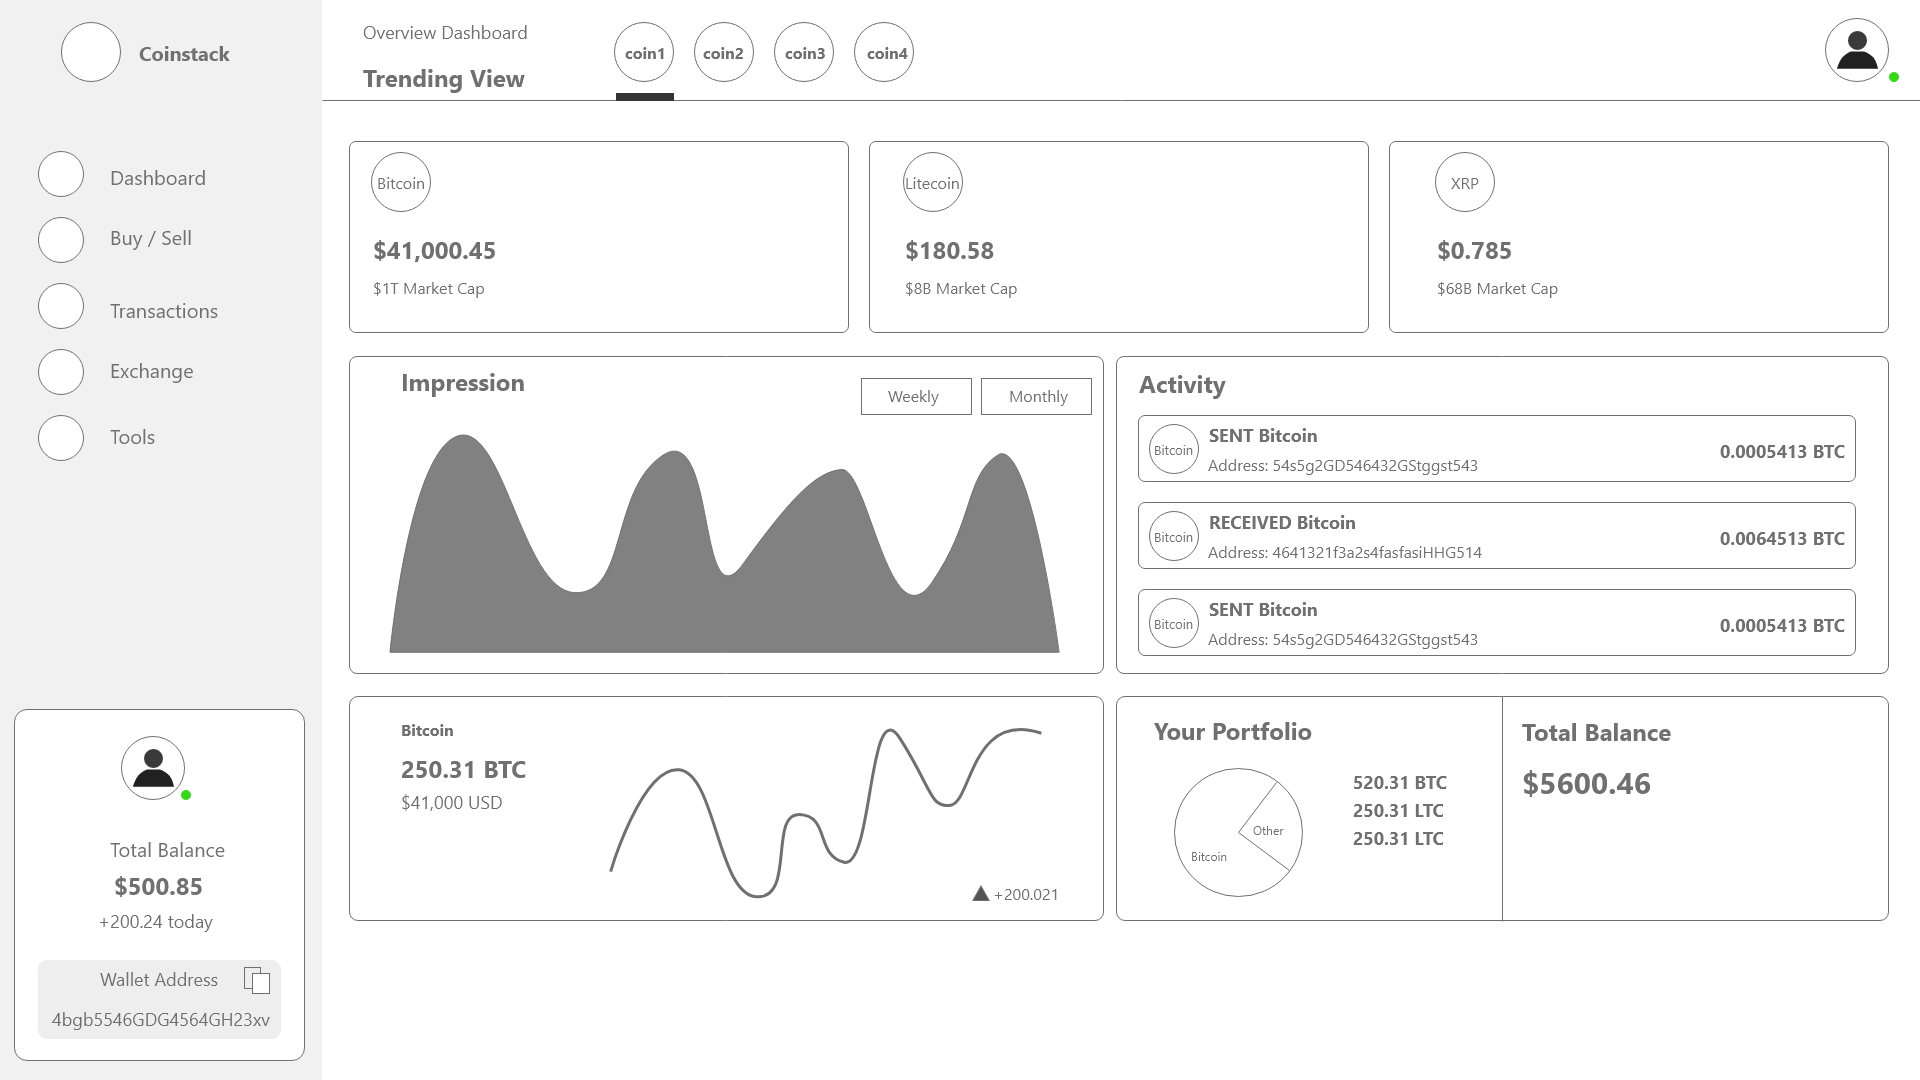 Coinstack
Dashboard
Buy / Sell
Transactions
Exchange
Tools
Total Balance
$500.85
+200.24 today
Wallet Address
4bgb5546GDG4564GH23xv
Overview Dashboard
Trending View
coin1 coin2 coin3 coin4
Bitcoin
$41,000.45
$1T Market Cap
Litecoin
$180.58
$8B Market Cap
XRP
$0.785
$68B Market Cap
Impression
Weekly Monthly
Activity
Bitcoin
SENT Bitcoin
Address: 54s5g2GD546432GStggst543
0.0005413 BTC
Bitcoin
RECEIVED Bitcoin
Address: 4641321f3a2s4fasfasiHHG514
0.0064513 BTC
Bitcoin
SENT Bitcoin
Address: 54s5g2GD546432GStggst543
0.0005413 BTC
Bitcoin
250.31 BTC
$41,000 USD
+200.021
Your Portfolio
Other
Bitcoin
520.31 BTC
250.31 LTC
250.31 LTC
Total Balance
$5600.46